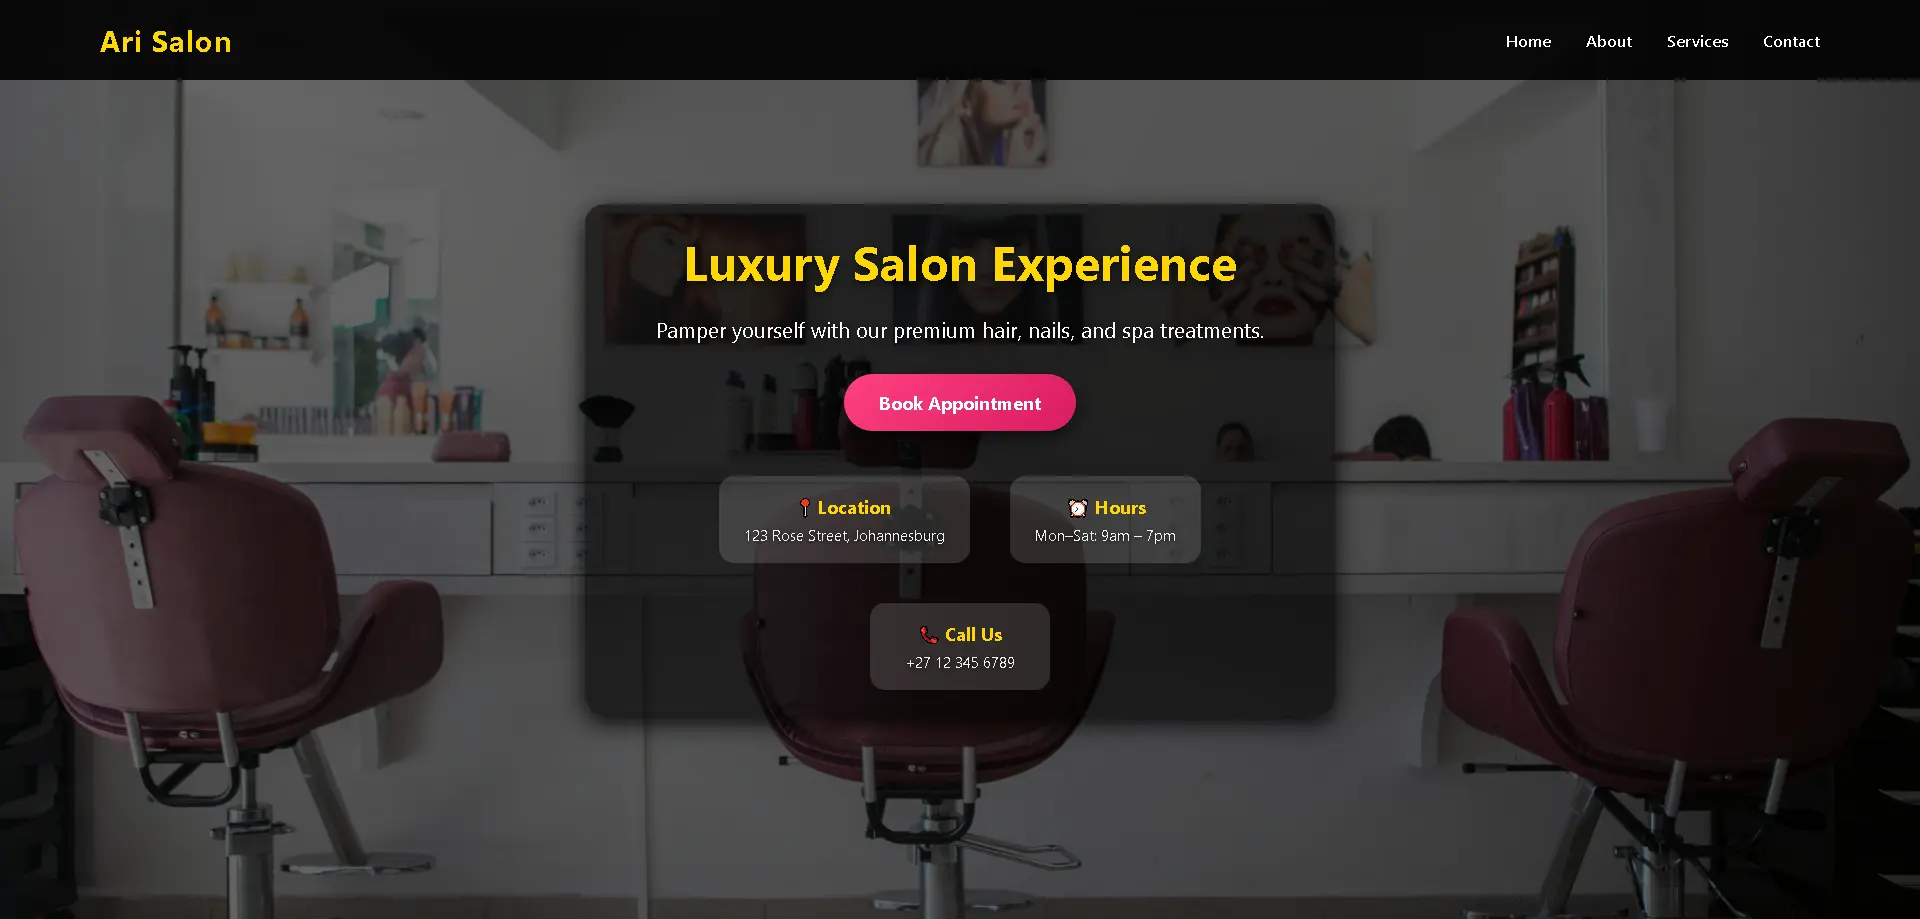 Ari Salon
Home About Services Contact
Luxury Salon Experience
Pamper yourself with our premium hair, nails, and spa treatments.
Book Appointment
📍 Location
123 Rose Street, Johannesburg
⏰ Hours
Mon–Sat: 9am – 7pm
📞 Call Us
+27 12 345 6789